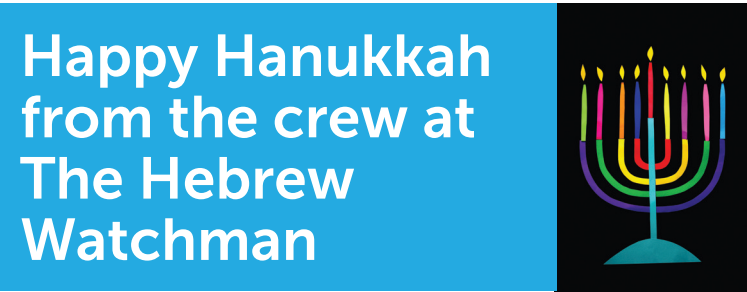 Happy Hanukkah
from the crew at
The Hebrew
Watchman